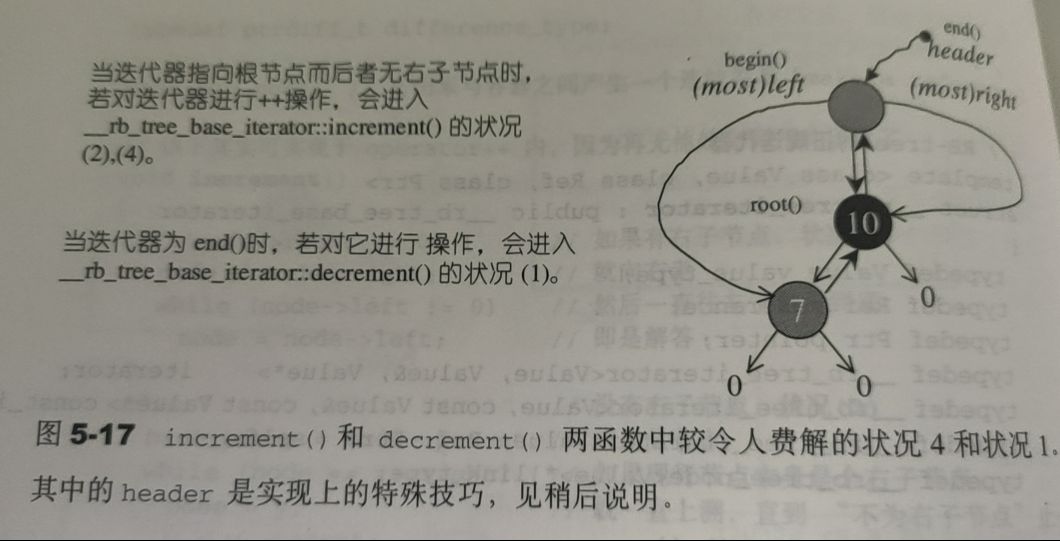 当迭代器指向根节点而后者无右子节点时，
若对迭代器进行++操作，会进入
__rb_tree_base_iterator::increment() 的状况
(2),(4)。
当迭代器为 end()时，若对它进行 操作，会进入
__rb_tree_base_iterator::decrement() 的状况 (1)。
end()
header
begin()
(most)left
(most)right
root()
10
7
0
0
0
图 5-17 increment() 和 decrement() 两函数中较令人费解的状况 4 和状况 1。
其中的 header 是实现上的特殊技巧，见稍后说明。